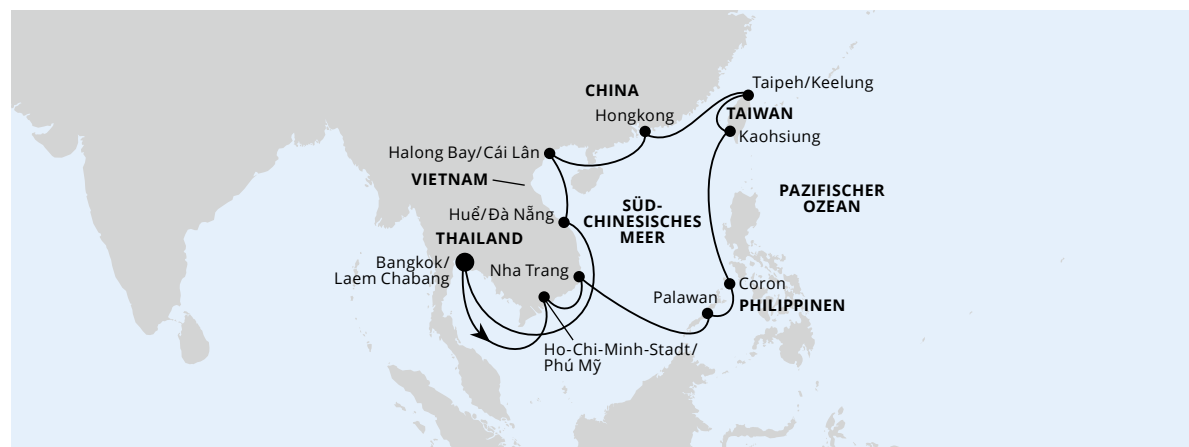 CHINA
Hongkong
Taipeh/Keelung
TAIWAN
Kaohsiung
Halong Bay/Cái Lân
VIETNAM
PAZIFISCHER
OZEAN
SÜD-
CHINESISCHES
MEER
Huể/Đà Nẵng
THAILAND
Bangkok/
Laem Chabang
Nha Trang
Coron
Palawan
PHILIPPINEN
Ho-Chi-Minh-Stadt/
Phú Mỹ